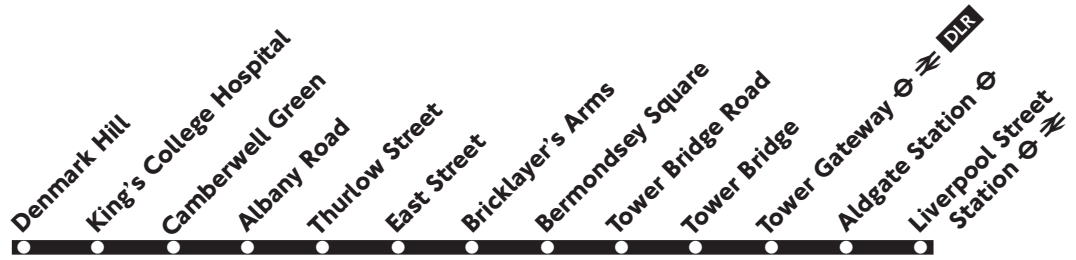 Denmark Hill
King's College Hospital
Camberwell Green
Albany Road
Thurlow Street
East Street
Bricklayer's Arms
Bermondsey Square
Tower Bridge Road
Tower Bridge
Tower Gateway DLR
Aldgate Station
Liverpool Street
Station